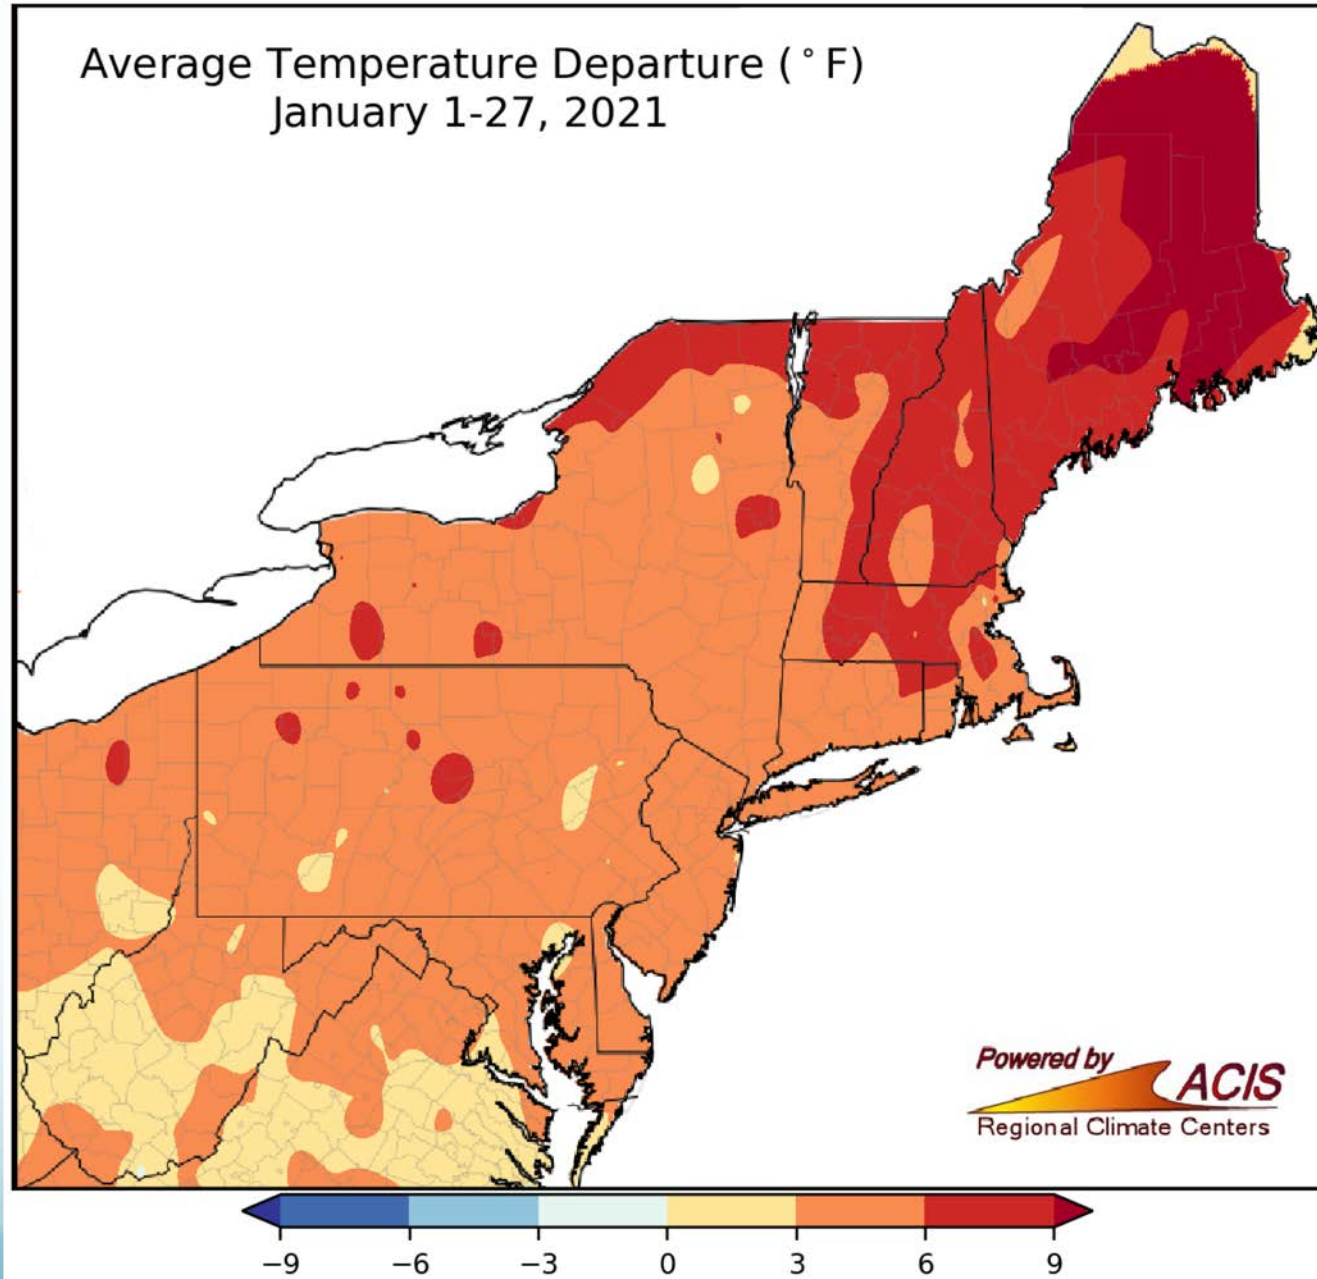 Average Temperature Departure (°F)
January 1-27, 2021
Powered by
ACIS
Regional Climate Centers
−9 −6 −3 0 3 6 9